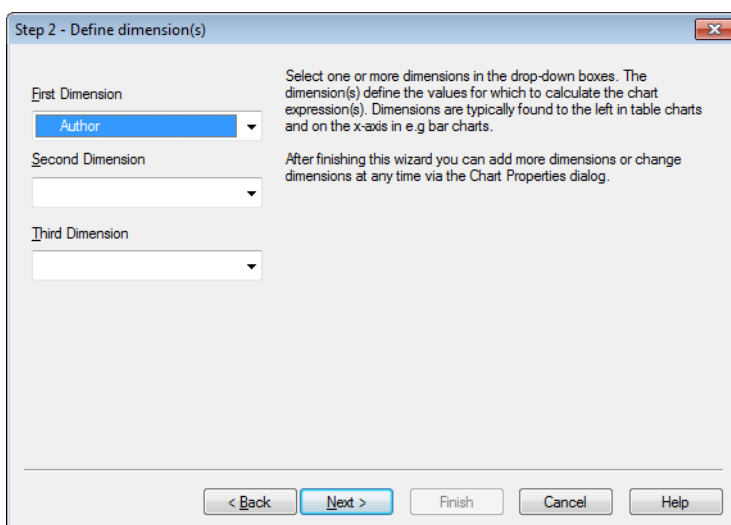 Step 2 - Define dimension(s)
First Dimension
Author
Second Dimension
Third Dimension
Select one or more dimensions in the drop-down boxes. The
dimension(s) define the values for which to calculate the chart
expression(s). Dimensions are typically found to the left in table charts
and on the x-axis in e.g bar charts.
After finishing this wizard you can add more dimensions or change
dimensions at any time via the Chart Properties dialog.
< Back
Next >
Finish
Cancel
Help